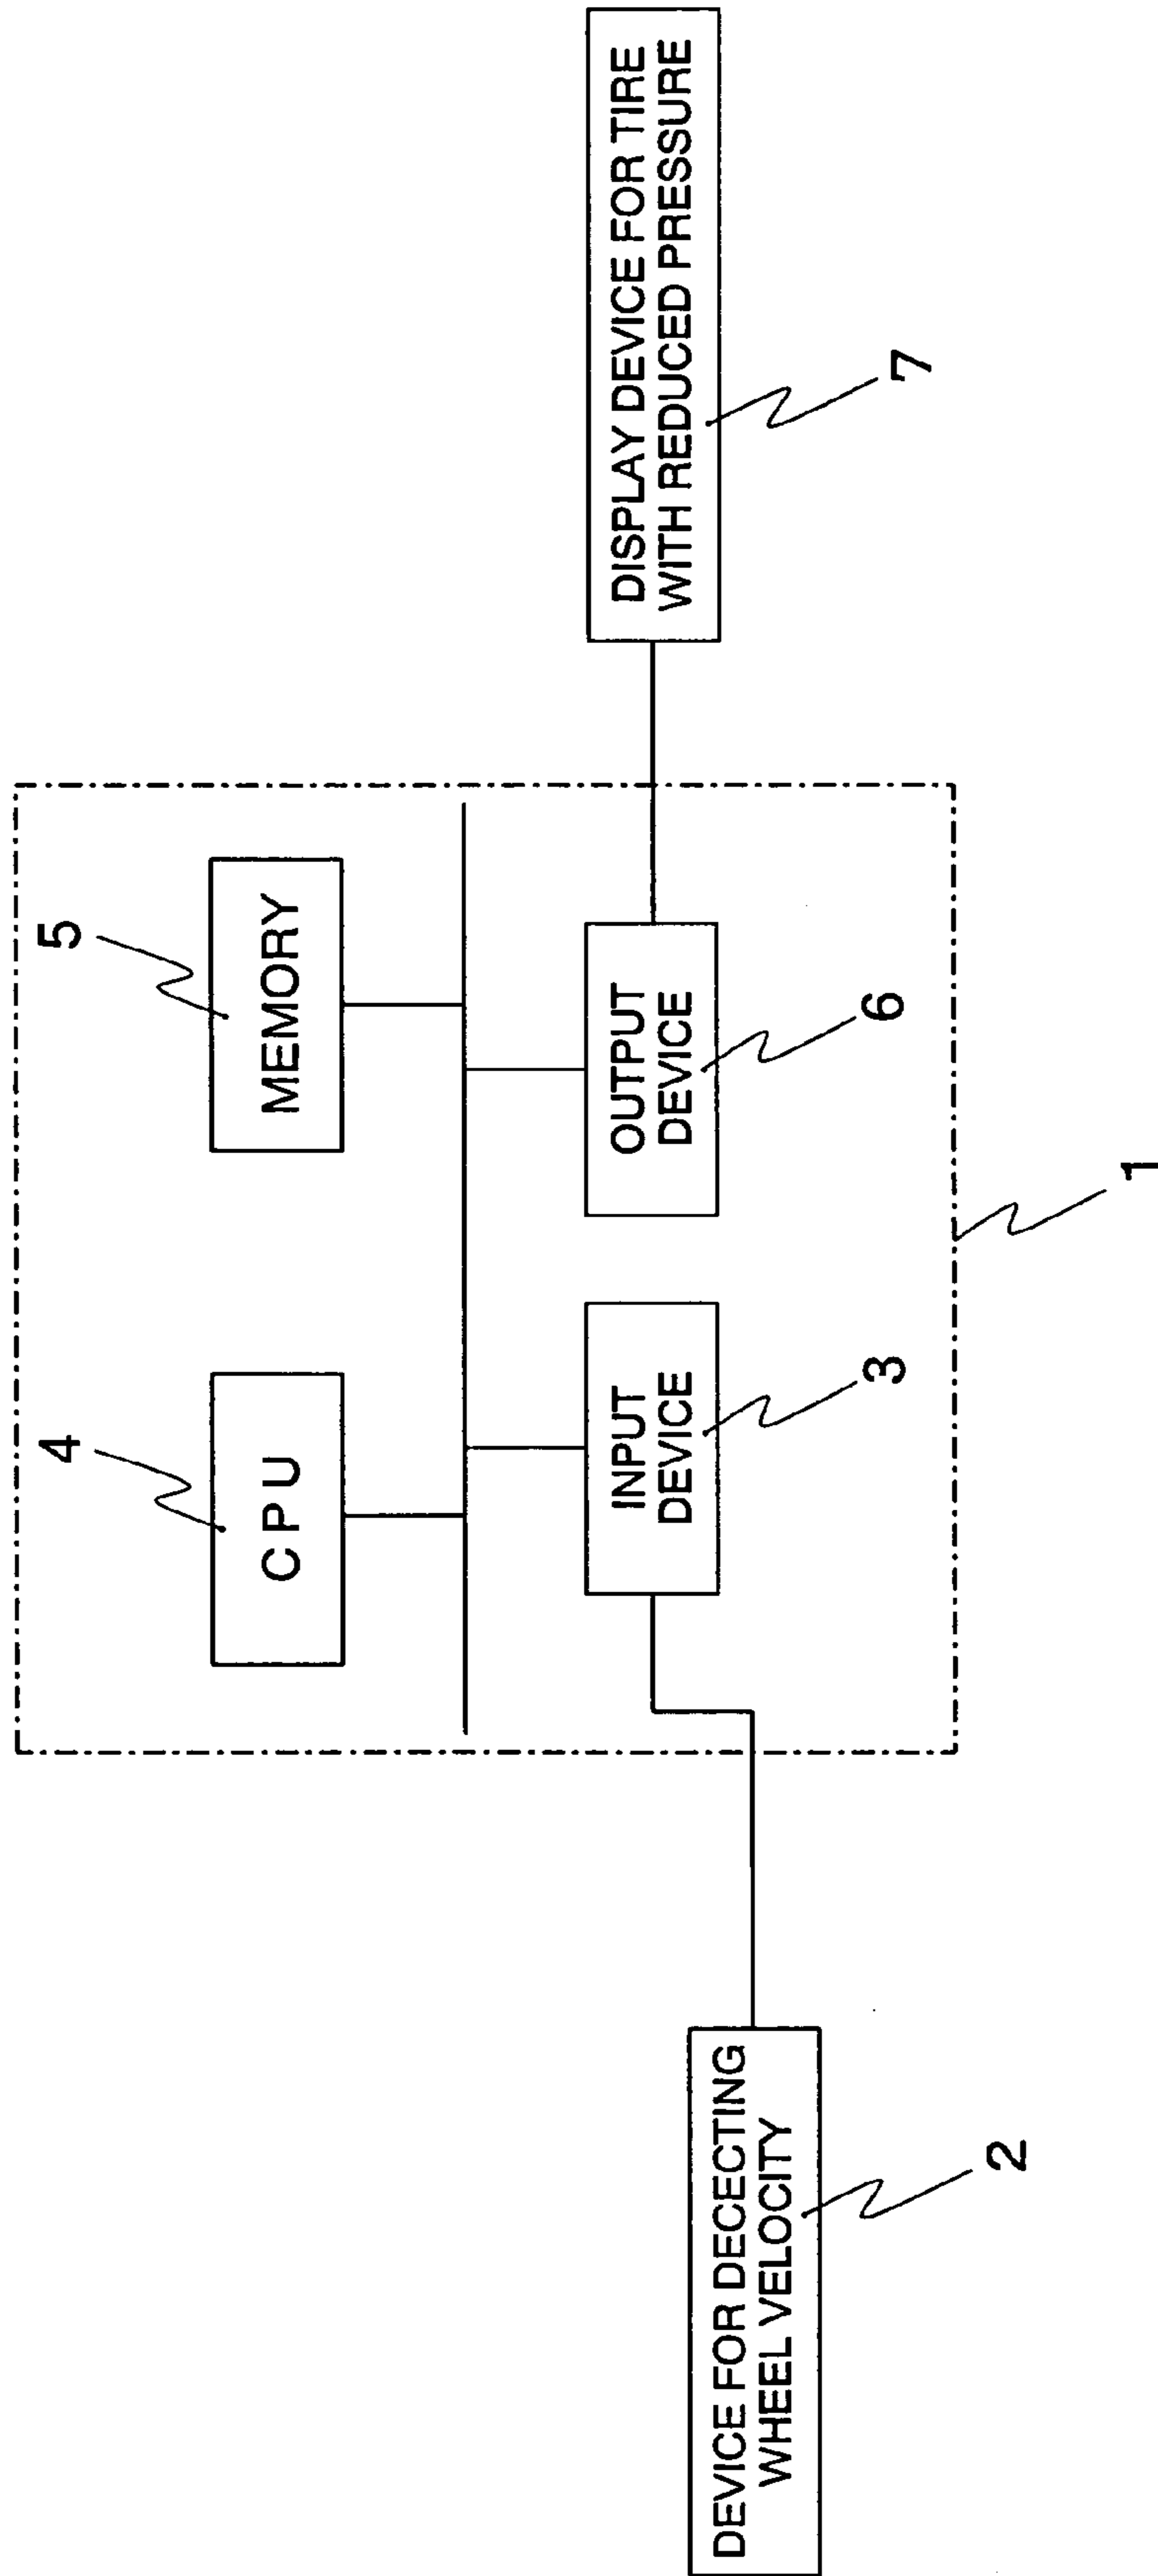 4
CPU
5
MEMORY
INPUT
DEVICE
3
OUTPUT
DEVICE
6
1
DEVICE FOR DECECTING
WHEEL VELOCITY
2
DISPLAY DEVICE FOR TIRE
WITH REDUCED PRESSURE
7